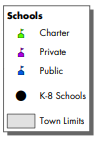 Schools
Charter
Private
Public
K-8 Schools
Town Limits